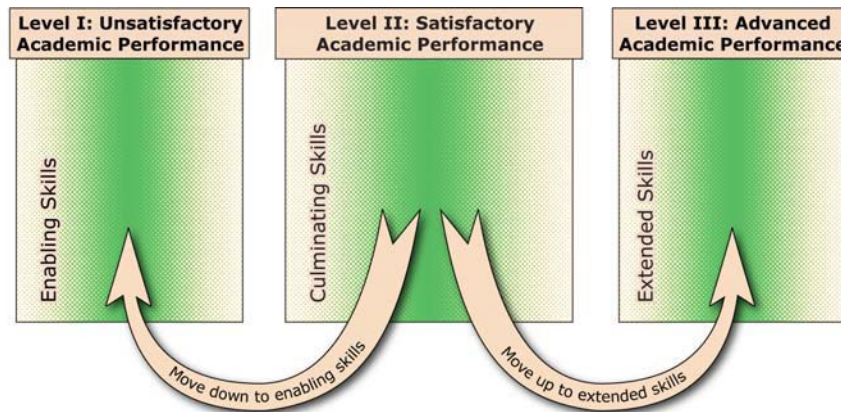 Level I: Unsatisfactory
Academic Performance
Level II: Satisfactory
Academic Performance
Level III: Advanced
Academic Performance
Enabling Skills
Culminating Skills
Extended Skills
Move down to enabling skills
Move up to extended skills